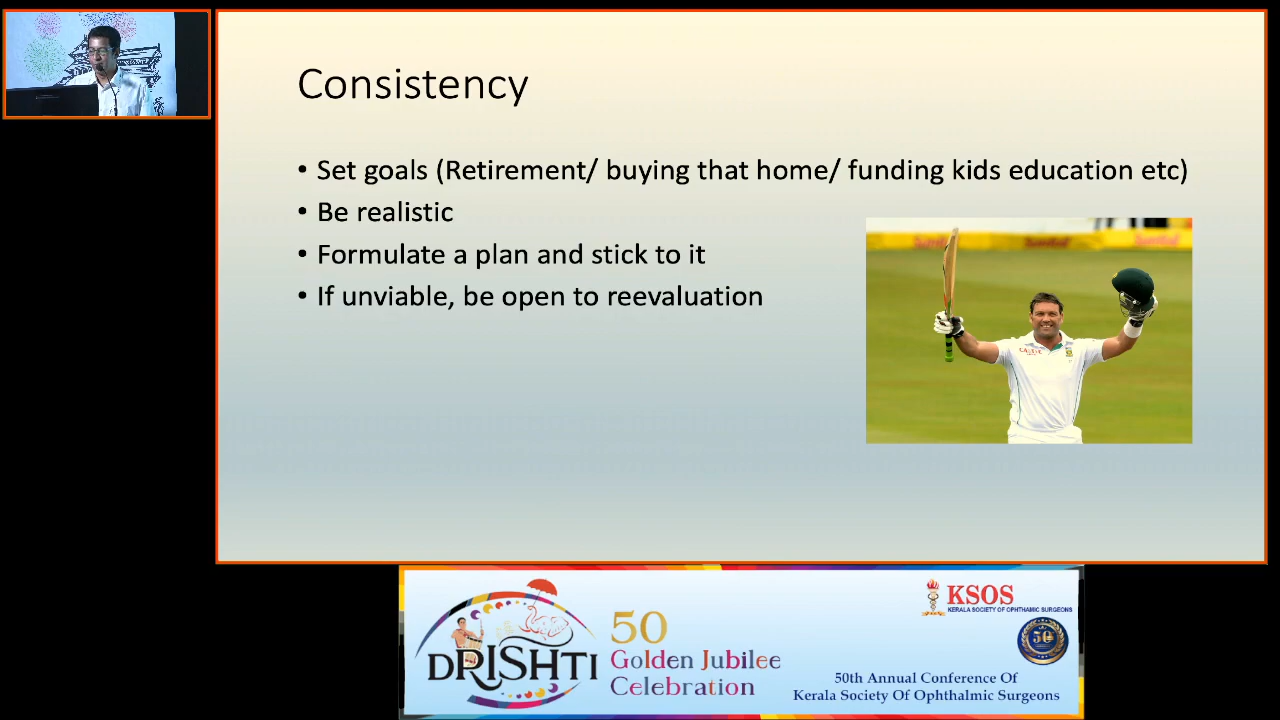 Consistency
• Set goals (Retirement/ buying that home/ funding kids education etc)
• Be realistic
• Formulate a plan and stick to it
• If unviable, be open to reevaluation
DRISHTI
50
Golden Jubilee
Celebration
KSOS
KERALA SOCIETY OF OPHTHAMIC SURGEONS
50
50th Annual Conference Of
Kerala Society Of Ophthalmic Surgeons